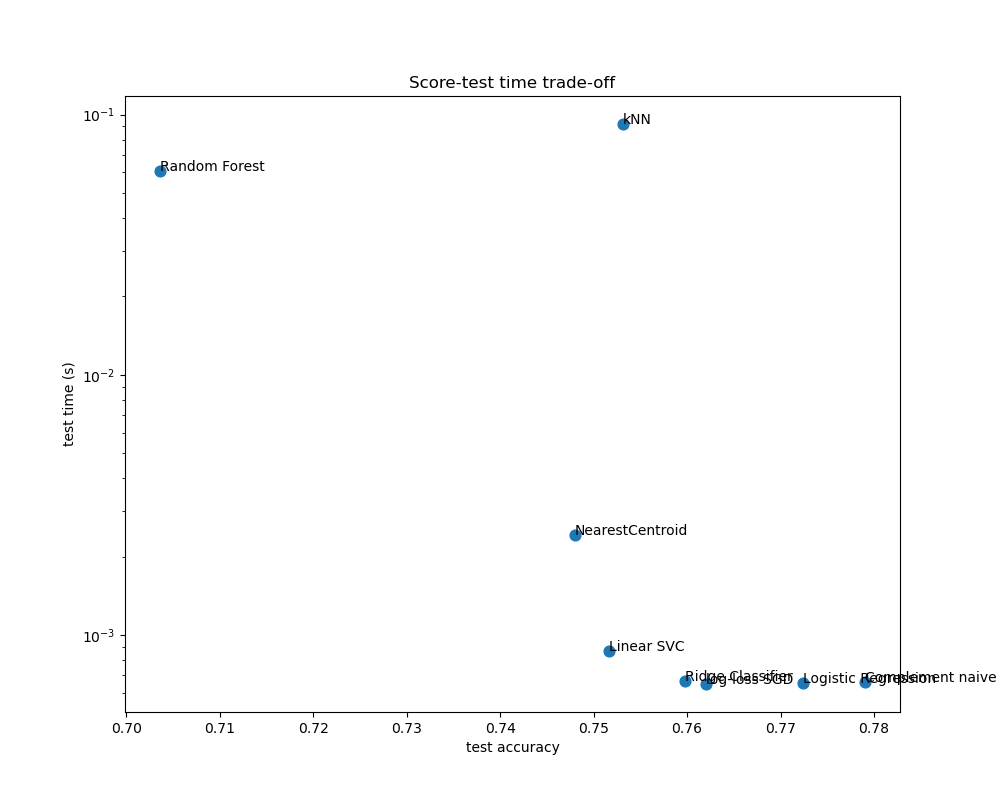 Score-test time trade-off
10−1
kNN
Random Forest
10−2
test time (s)
NearestCentroid
10−3
Linear SVC
Ridge Classifier
log-loss SGD
Logistic Regression
Complement naive
0.70 0.71 0.72 0.73 0.74 0.75 0.76 0.77 0.78
test accuracy